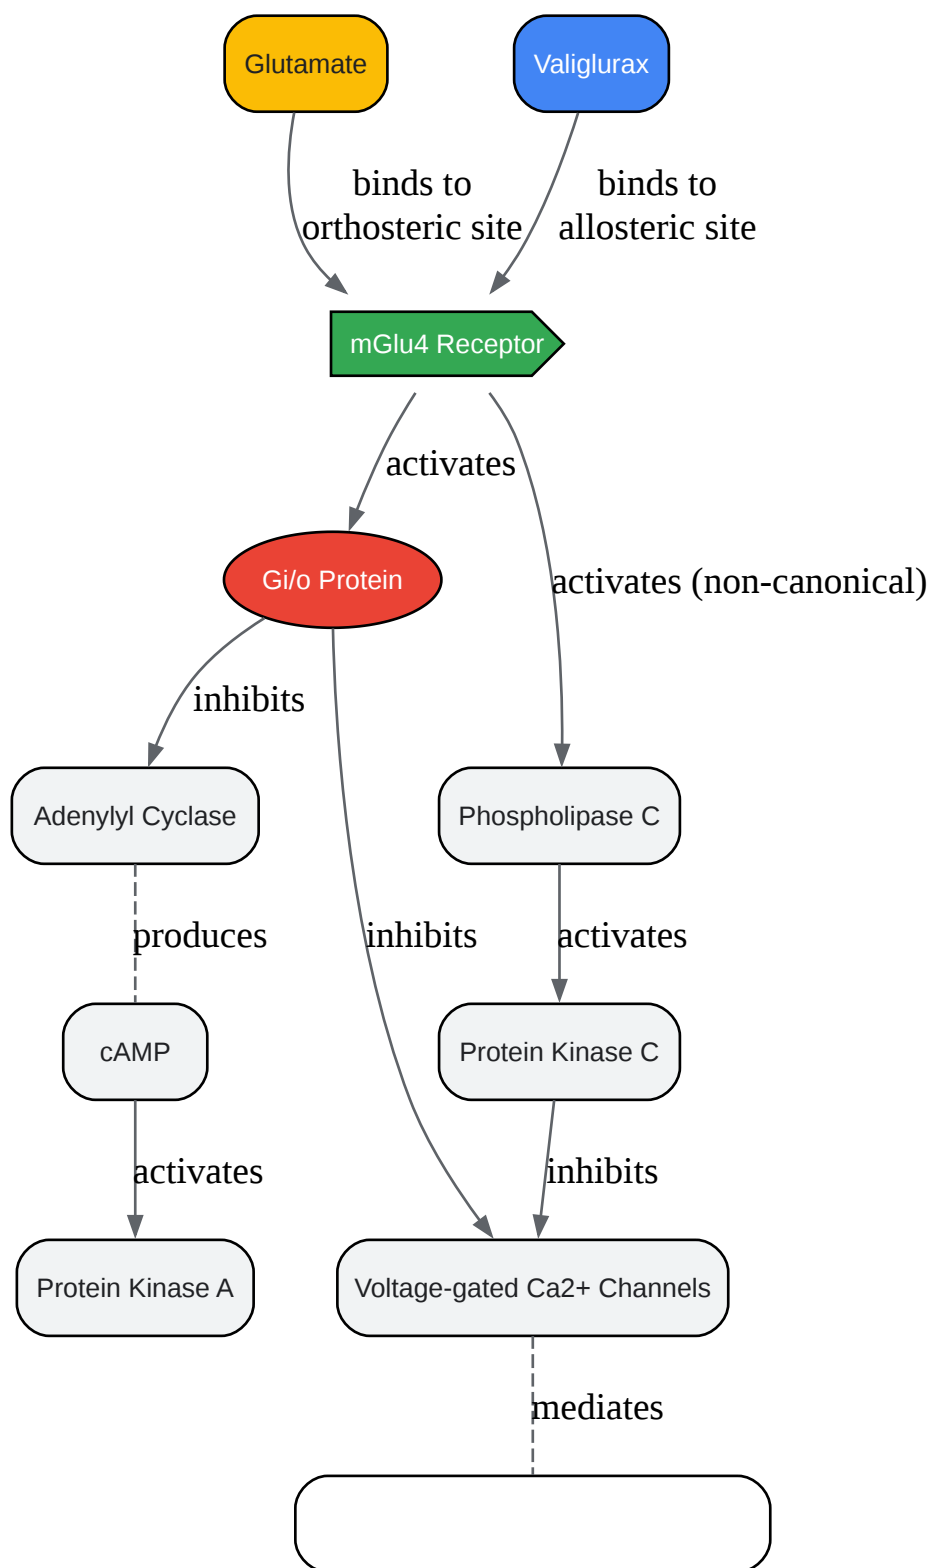 Glutamate
Valiglurax
binds to
orthosteric site
binds to
allosteric site
mGlu4 Receptor
activates
Gi/o Protein
activates (non-canonical)
inhibits
Adenylyl Cyclase
Phospholipase C
produces
inhibits
activates
cAMP
Protein Kinase C
activates
inhibits
Protein Kinase A
Voltage-gated Ca2+ Channels
mediates